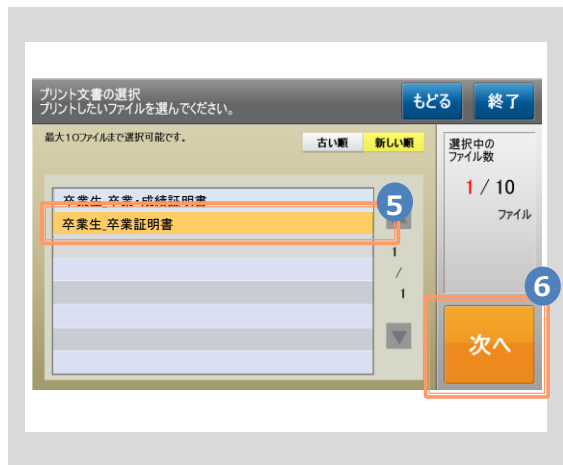 プリント文書の選択
プリントしたいファイルを選んでください。
もどる
終了
最大10ファイルまで選択可能です。
古い順
新しい順
選択中の
ファイル数
1 / 10
ファイル
卒業生_卒業・成績証明書
5
卒業生_卒業証明書
1
/
1
6
次へ